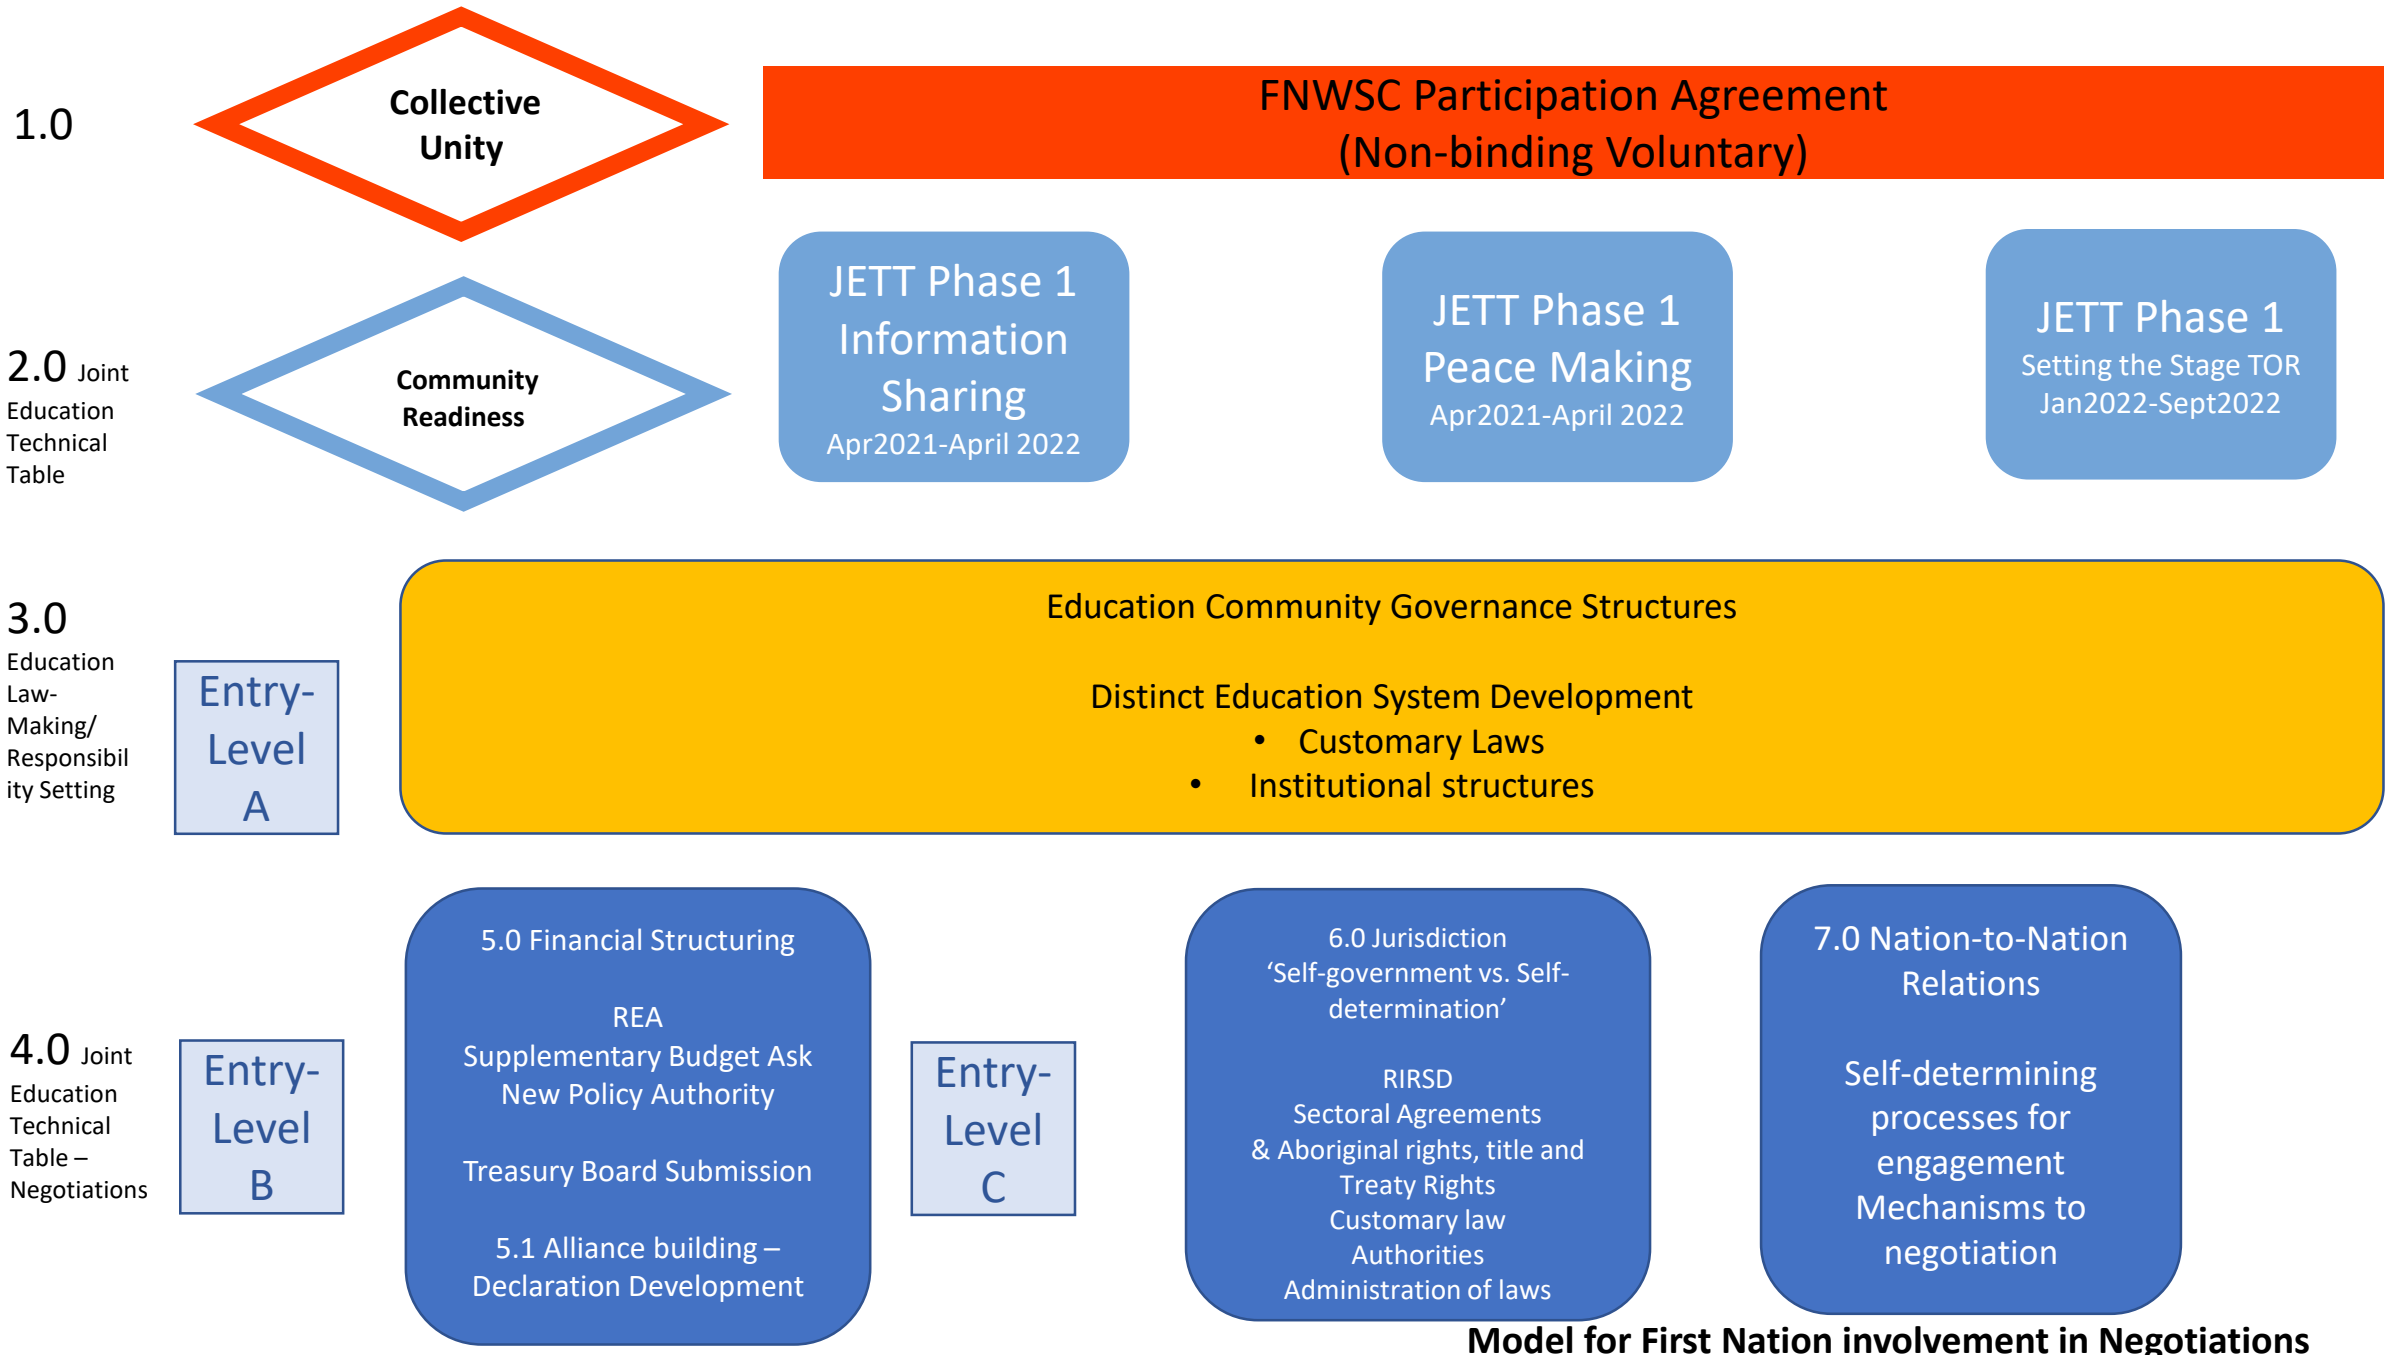 1.0
Collective
Unity
FNWSC Participation Agreement
(Non-binding Voluntary)
2.0 Joint
Education
Technical
Table
Community
Readiness
JETT Phase 1
Information
Sharing
Apr2021-April 2022
JETT Phase 1
Peace Making
Apr2021-April 2022
JETT Phase 1
Setting the Stage TOR
Jan2022-Sept2022
3.0
Education
Law-
Making/
Responsibil
ity Setting
Entry-
Level
A
Education Community Governance Structures
Distinct Education System Development
• Customary Laws
• Institutional structures
4.0 Joint
Education
Technical
Table –
Negotiations
Entry-
Level
B
5.0 Financial Structuring
REA
Supplementary Budget Ask
New Policy Authority
Treasury Board Submission
5.1 Alliance building –
Declaration Development
Entry-
Level
C
6.0 Jurisdiction
‘Self-government vs. Self-
determination’
RIRSD
Sectoral Agreements
& Aboriginal rights, title and
Treaty Rights
Customary law
Authorities
Administration of laws
7.0 Nation-to-Nation
Relations
Self-determining
processes for
engagement
Mechanisms to
negotiation
Model for First Nation involvement in Negotiations